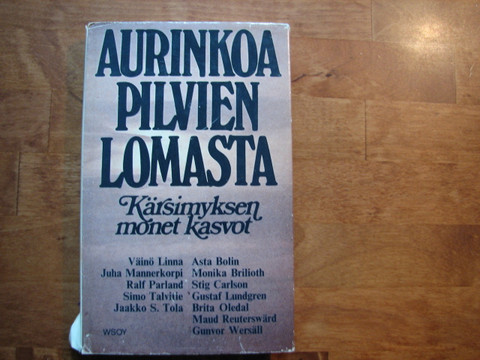 AURINKOA
PILVIEN
LOMASTA
Kärsimyksen
monet kasvot
Väinö Linna
Juha Mannerkorpi
Ralf Parland
Simo Talvitie
Jaakko S. Tola
Asta Bolin
Monika Brilioth
Stig Carlson
Gustaf Lundgren
Brita Oledal
Maud Reuterswärd
Gunvor Wersäll
WSOY